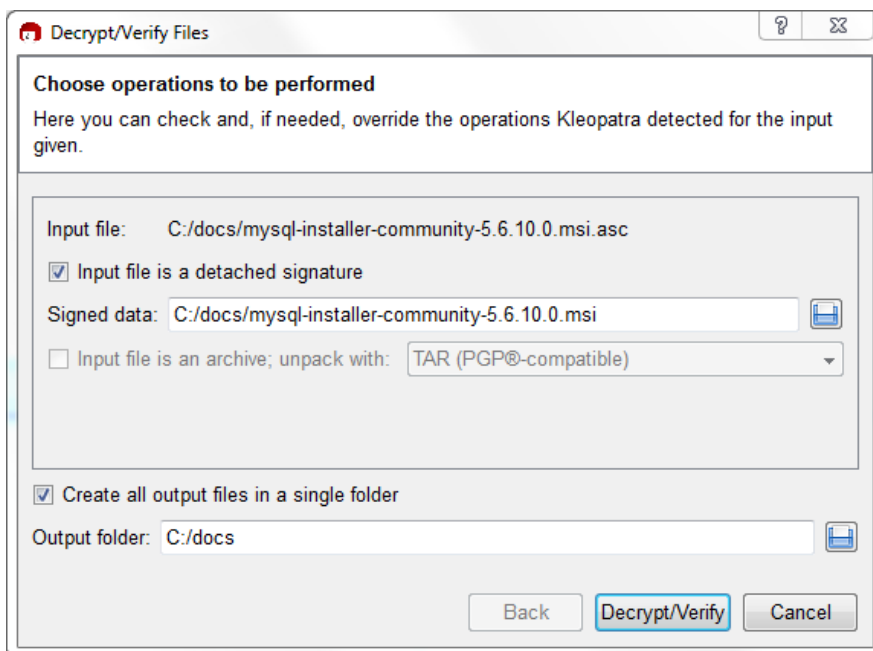 Decrypt/Verify Files
Choose operations to be performed
Here you can check and, if needed, override the operations Kleopatra detected for the input
given.
Input file: C:/docs/mysql-installer-community-5.6.10.0.msi.asc
Input file is a detached signature
Signed data: C:/docs/mysql-installer-community-5.6.10.0.msi
Input file is an archive; unpack with: TAR (PGP®-compatible)
Create all output files in a single folder
Output folder: C:/docs
Back Decrypt/Verify Cancel